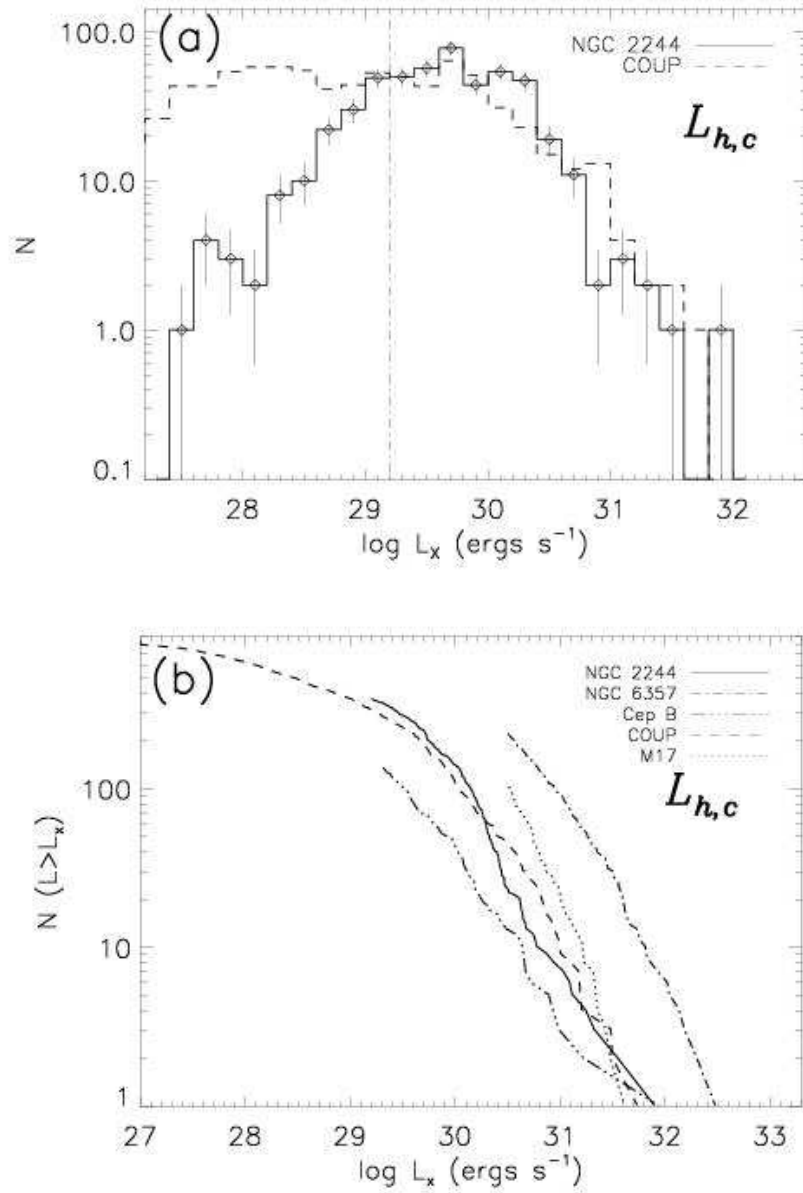 (a)
NGC 2244
COUP
L_{h,c}
100.0
10.0
1.0
0.1
N
28 29 30 31 32
log L_x (ergs s^{-1})
(b)
NGC 2244
NGC 6357
Cep B
COUP
M17
L_{h,c}
100
10
1
N (L>L_x)
27 28 29 30 31 32 33
log L_x (ergs s^{-1})